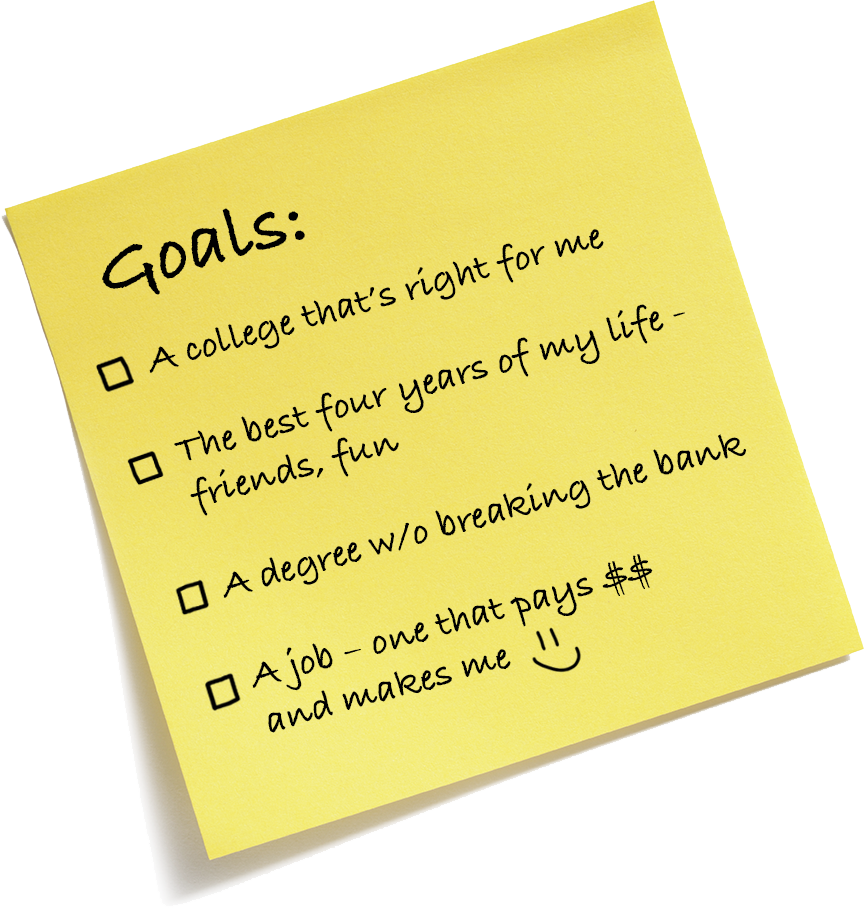 Goals:
A college that's right for me
The best four years of my life -
friends, fun
A degree w/o breaking the bank
A job – one that pays $$
and makes me